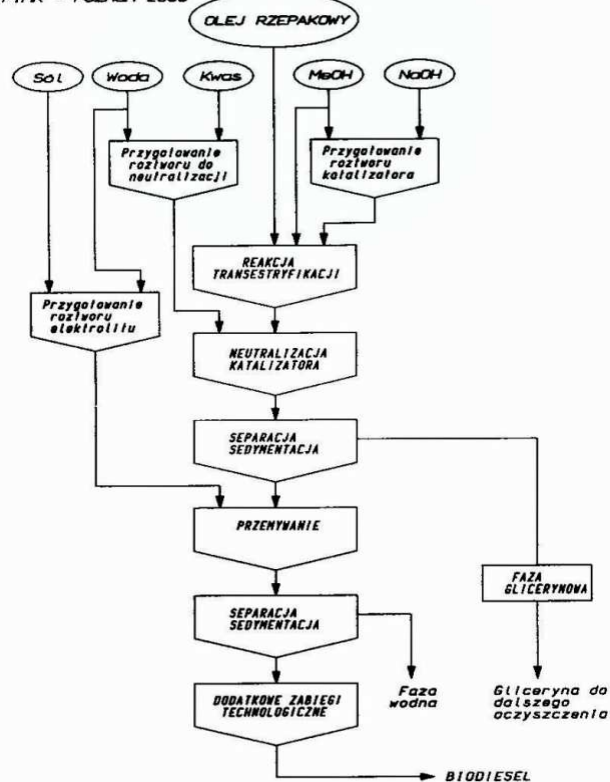 OLEJ RZEPAKOWY
Sól
Woda
Kwas
MeOH
NaOH
Przygotowanie
roztworu do
neutralizacji
Przygotowanie
roztworu
katalizatora
REAKCJA
TRANSESTRYFIKACJI
Przygotowanie
roztworu
elektrolitu
NEUTRALIZACJA
KATALIZATORA
SEPARACJA
SEDYMENTACJA
PRZEMYWANIE
FAZA
GLICERYNOWA
SEPARACJA
SEDYMENTACJA
Faza
wodna
Gliceryna do
dalszego
oczyszczenia
DODATKOWE ZABIEGI
TECHNOLOGICZNE
BIODIESEL